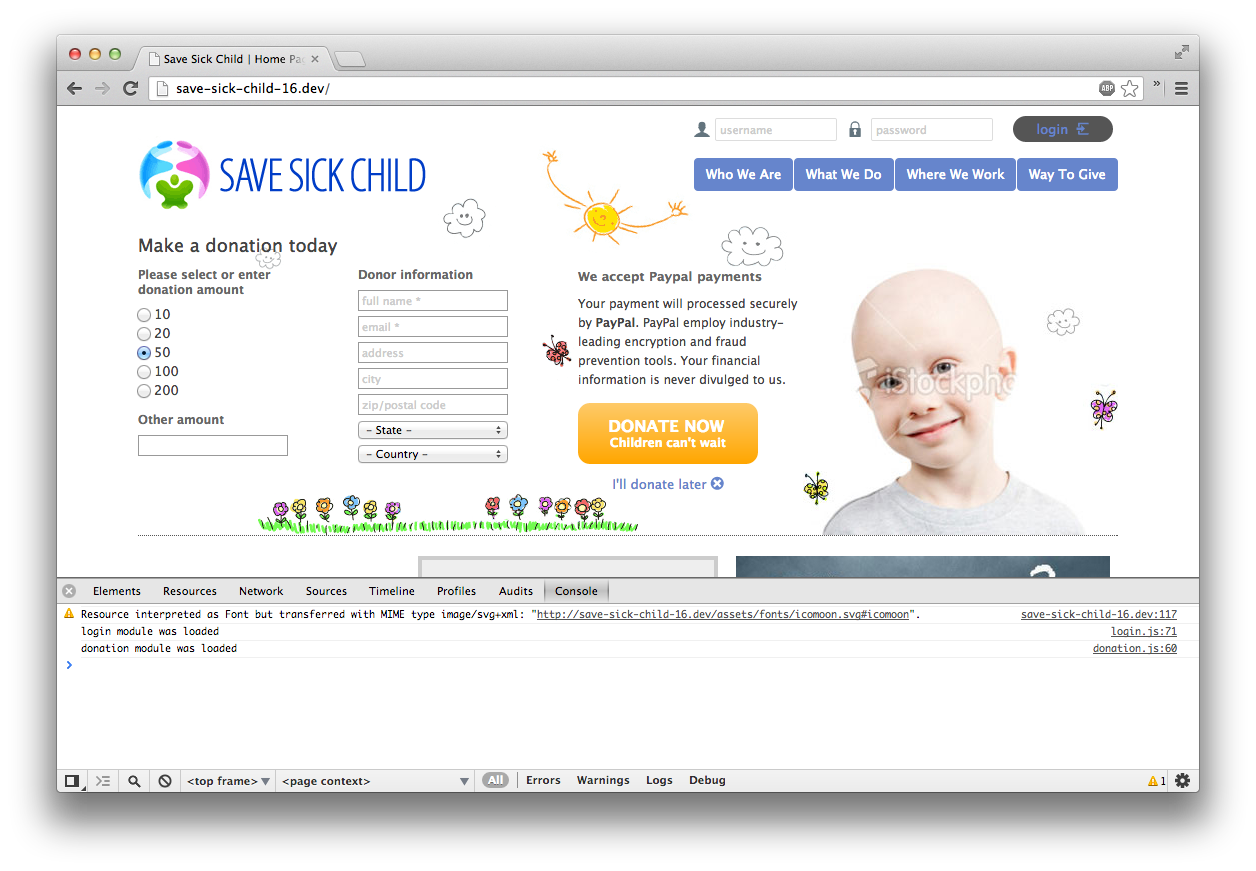 Save Sick Child | Home Pa
save-sick-child-16.dev/
ABP
username
password
login
SAVE SICK CHILD
Who We Are
What We Do
Where We Work
Way To Give
Make a donation today
Please select or enter
donation amount
10
20
50
100
200
Other amount
Donor information
full name *
email *
address
city
zip/postal code
- State -
- Country -
We accept Paypal payments
Your payment will processed securely
by PayPal. PayPal employ industry-
leading encryption and fraud
prevention tools. Your financial
information is never divulged to us.
DONATE NOW
Children can't wait
I'll donate later
iStockpho
Elements
Resources
Network
Sources
Timeline
Profiles
Audits
Console
Resource interpreted as Font but transferred with MIME type image/svg+xml: "http://save-sick-child-16.dev/assets/fonts/icomoon.svg#icomoon". save-sick-child-16.dev:117
login module was loaded login.js:71
donation module was loaded donation.js:60
<top frame>
<page context>
All
Errors
Warnings
Logs
Debug
1